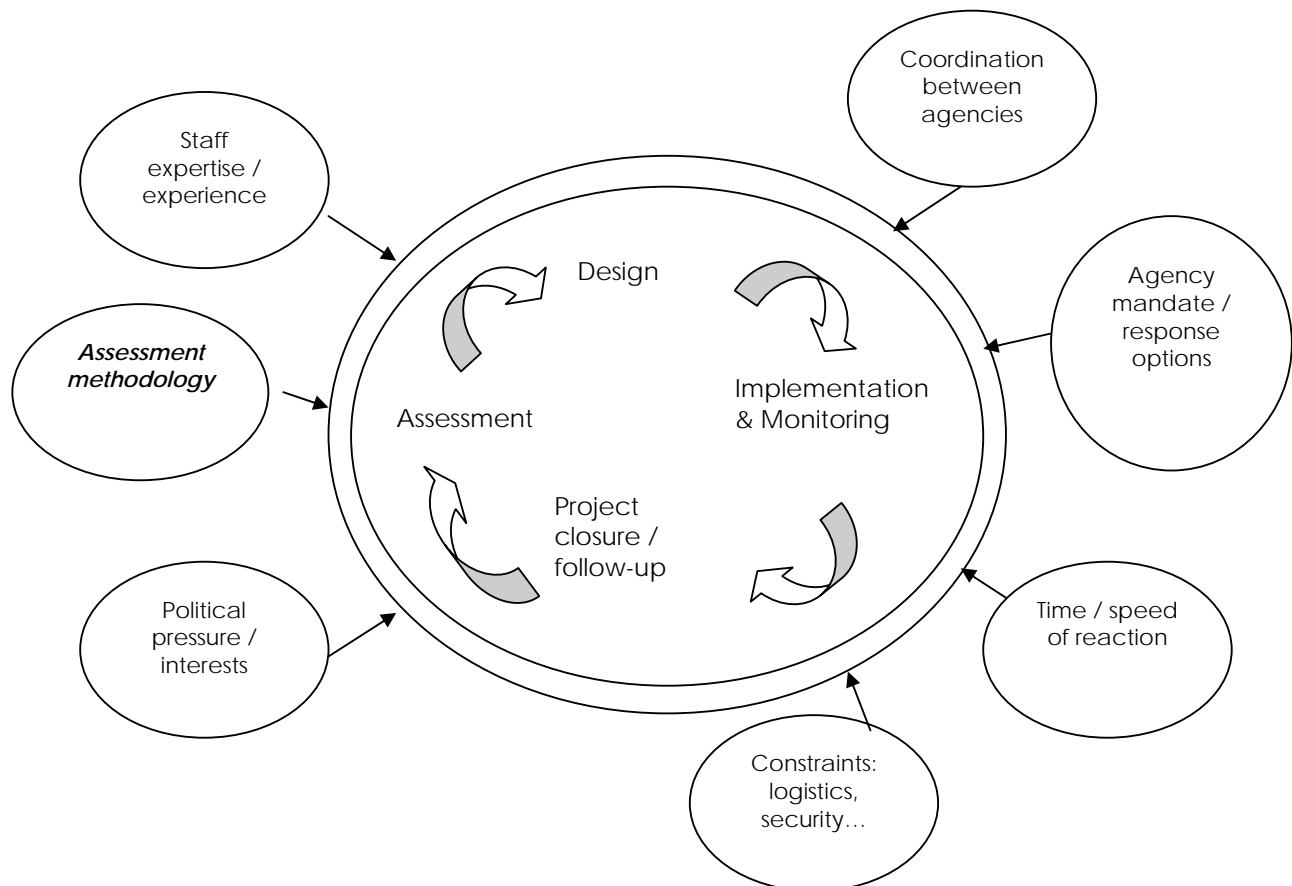 Coordination
between
agencies
Staff
expertise /
experience
Design
Agency
mandate /
response
options
Assessment
methodology
Assessment
Implementation
& Monitoring
Project
closure /
follow-up
Political
pressure /
interests
Time / speed
of reaction
Constraints:
logistics,
security…